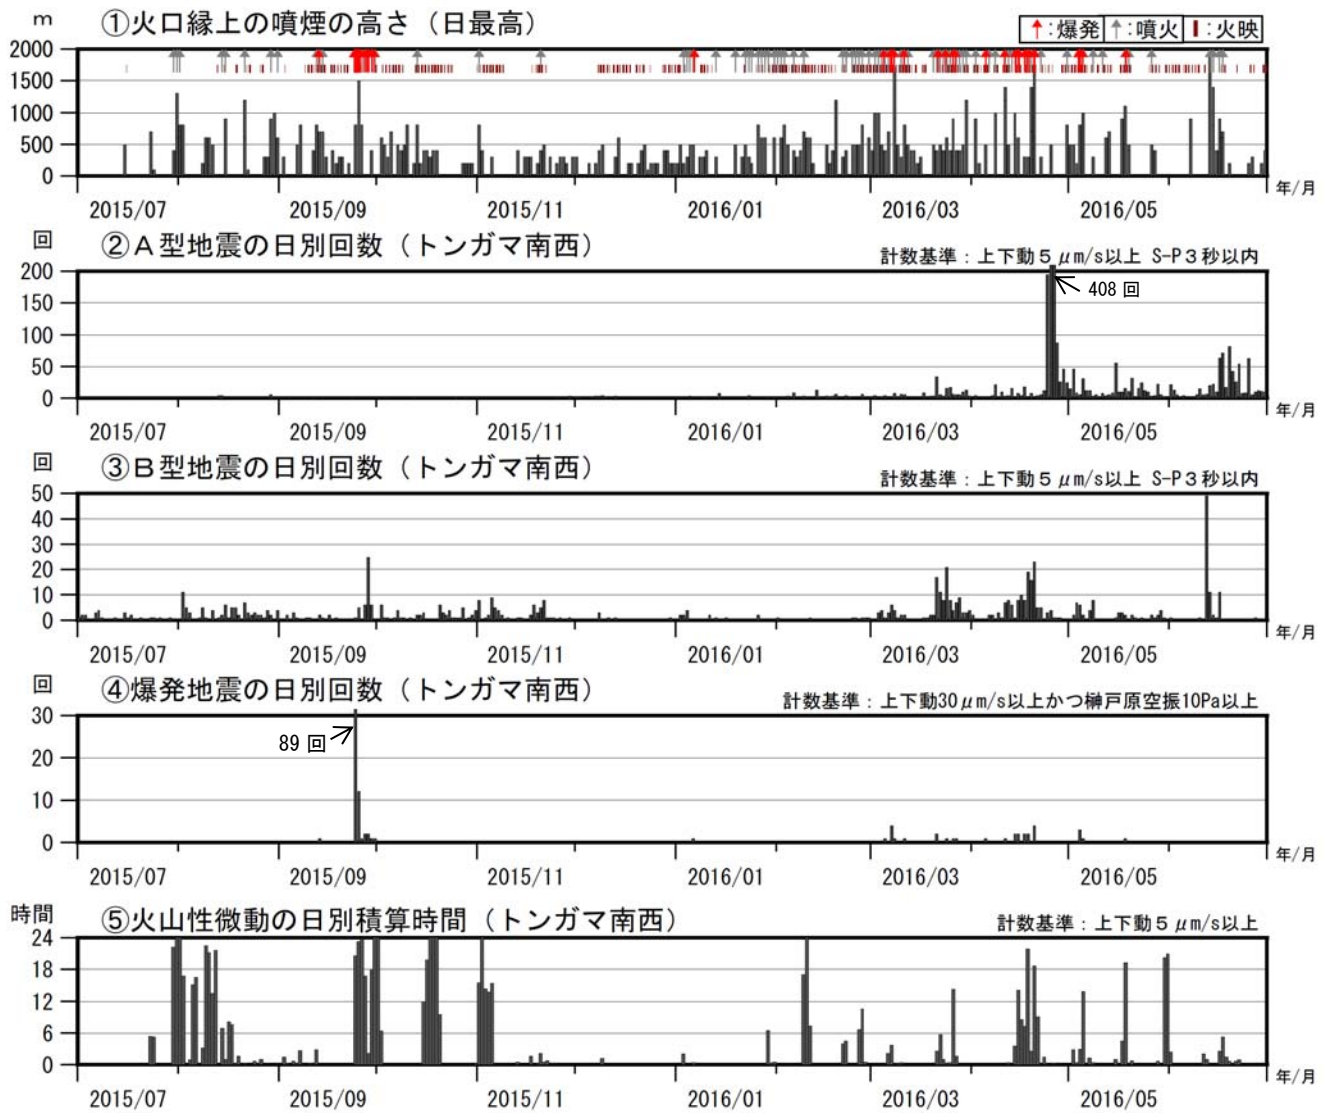 m ①火口縁上の噴煙の高さ（日最高）
↑:爆発 ↑:噴火 ▮:火映
2000
1500
1000
500
0
2015/07 2015/09 2015/11 2016/01 2016/03 2016/05 年/月
回 ②Ａ型地震の日別回数（トンガマ南西）
計数基準：上下動５μm/s以上 S-P３秒以内
200
408 回
150
100
50
0
2015/07 2015/09 2015/11 2016/01 2016/03 2016/05 年/月
回 ③Ｂ型地震の日別回数（トンガマ南西）
計数基準：上下動５μm/s以上 S-P３秒以内
50
40
30
20
10
0
2015/07 2015/09 2015/11 2016/01 2016/03 2016/05 年/月
回 ④爆発地震の日別回数（トンガマ南西）
計数基準：上下動30μm/s以上かつ榊戸原空振10Pa以上
30
89 回
20
10
0
2015/07 2015/09 2015/11 2016/01 2016/03 2016/05 年/月
時間 ⑤火山性微動の日別積算時間（トンガマ南西）
計数基準：上下動５μm/s以上
24
18
12
6
0
2015/07 2015/09 2015/11 2016/01 2016/03 2016/05 年/月